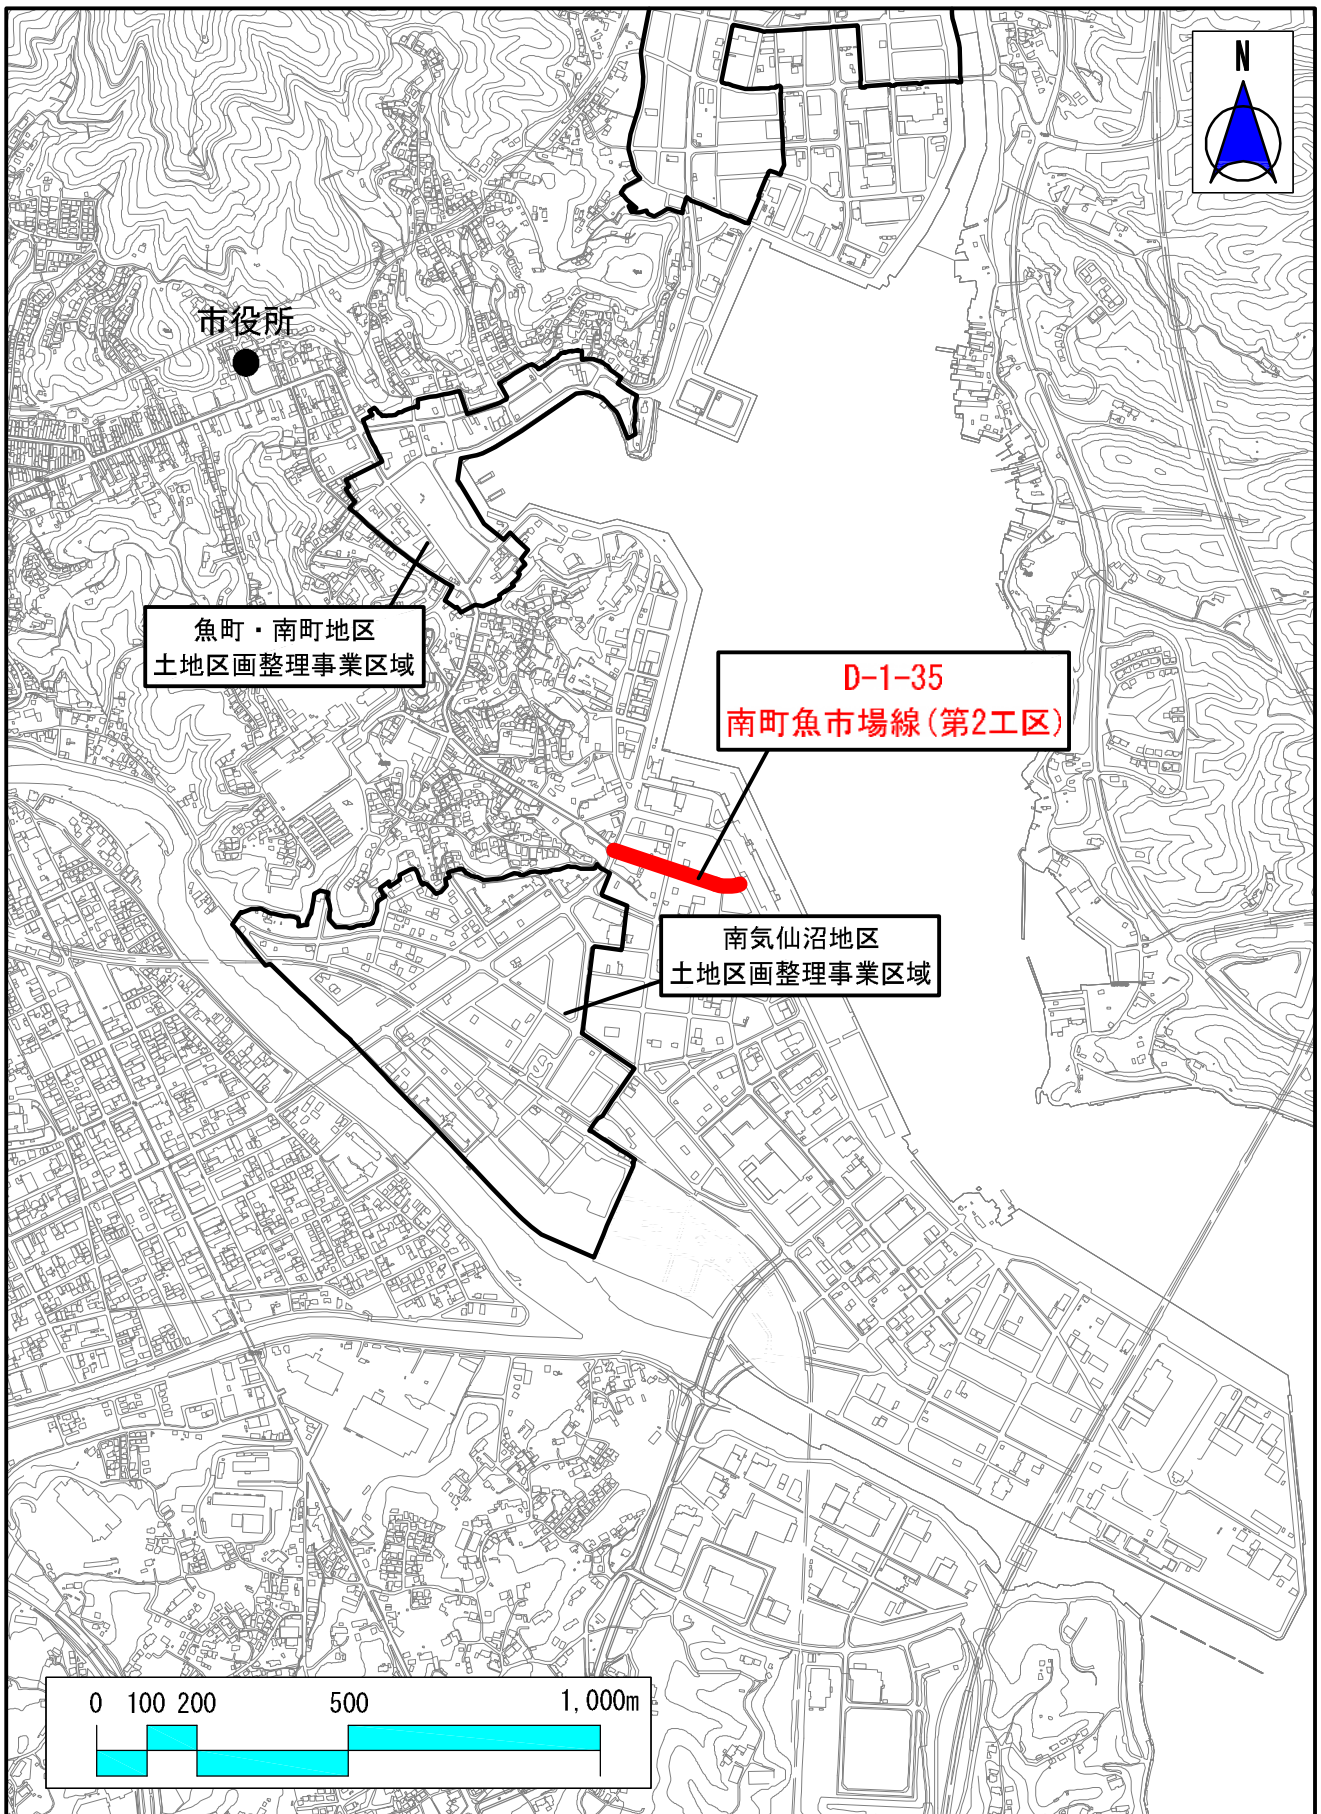 N
市役所
魚町・南町地区
土地区画整理事業区域
D-1-35
南町魚市場線(第2工区)
南気仙沼地区
土地区画整理事業区域
0 100 200 500 1,000m